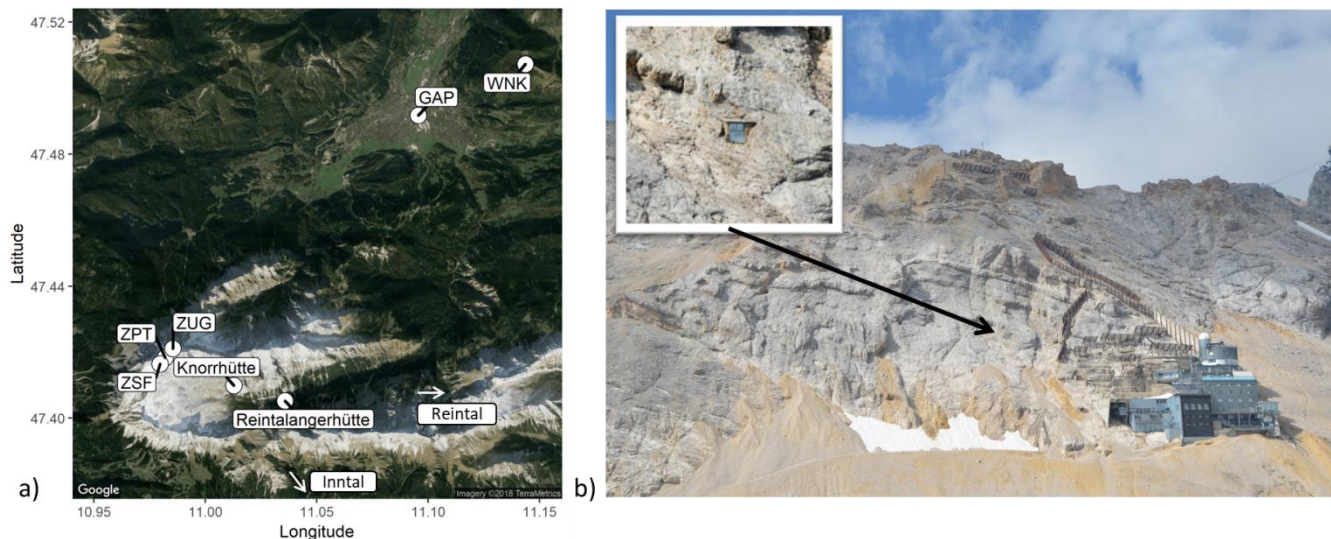 47.52
47.48
47.44
47.40
Latitude
WNK
GAP
ZPT
ZUG
Knorrhütte
ZSF
Reintalangerhütte
Reintal
Inntal
Google
Imagery ©2018 TerraMetrics
10.95
11.00
11.05
11.10
11.15
Longitude
a)
b)